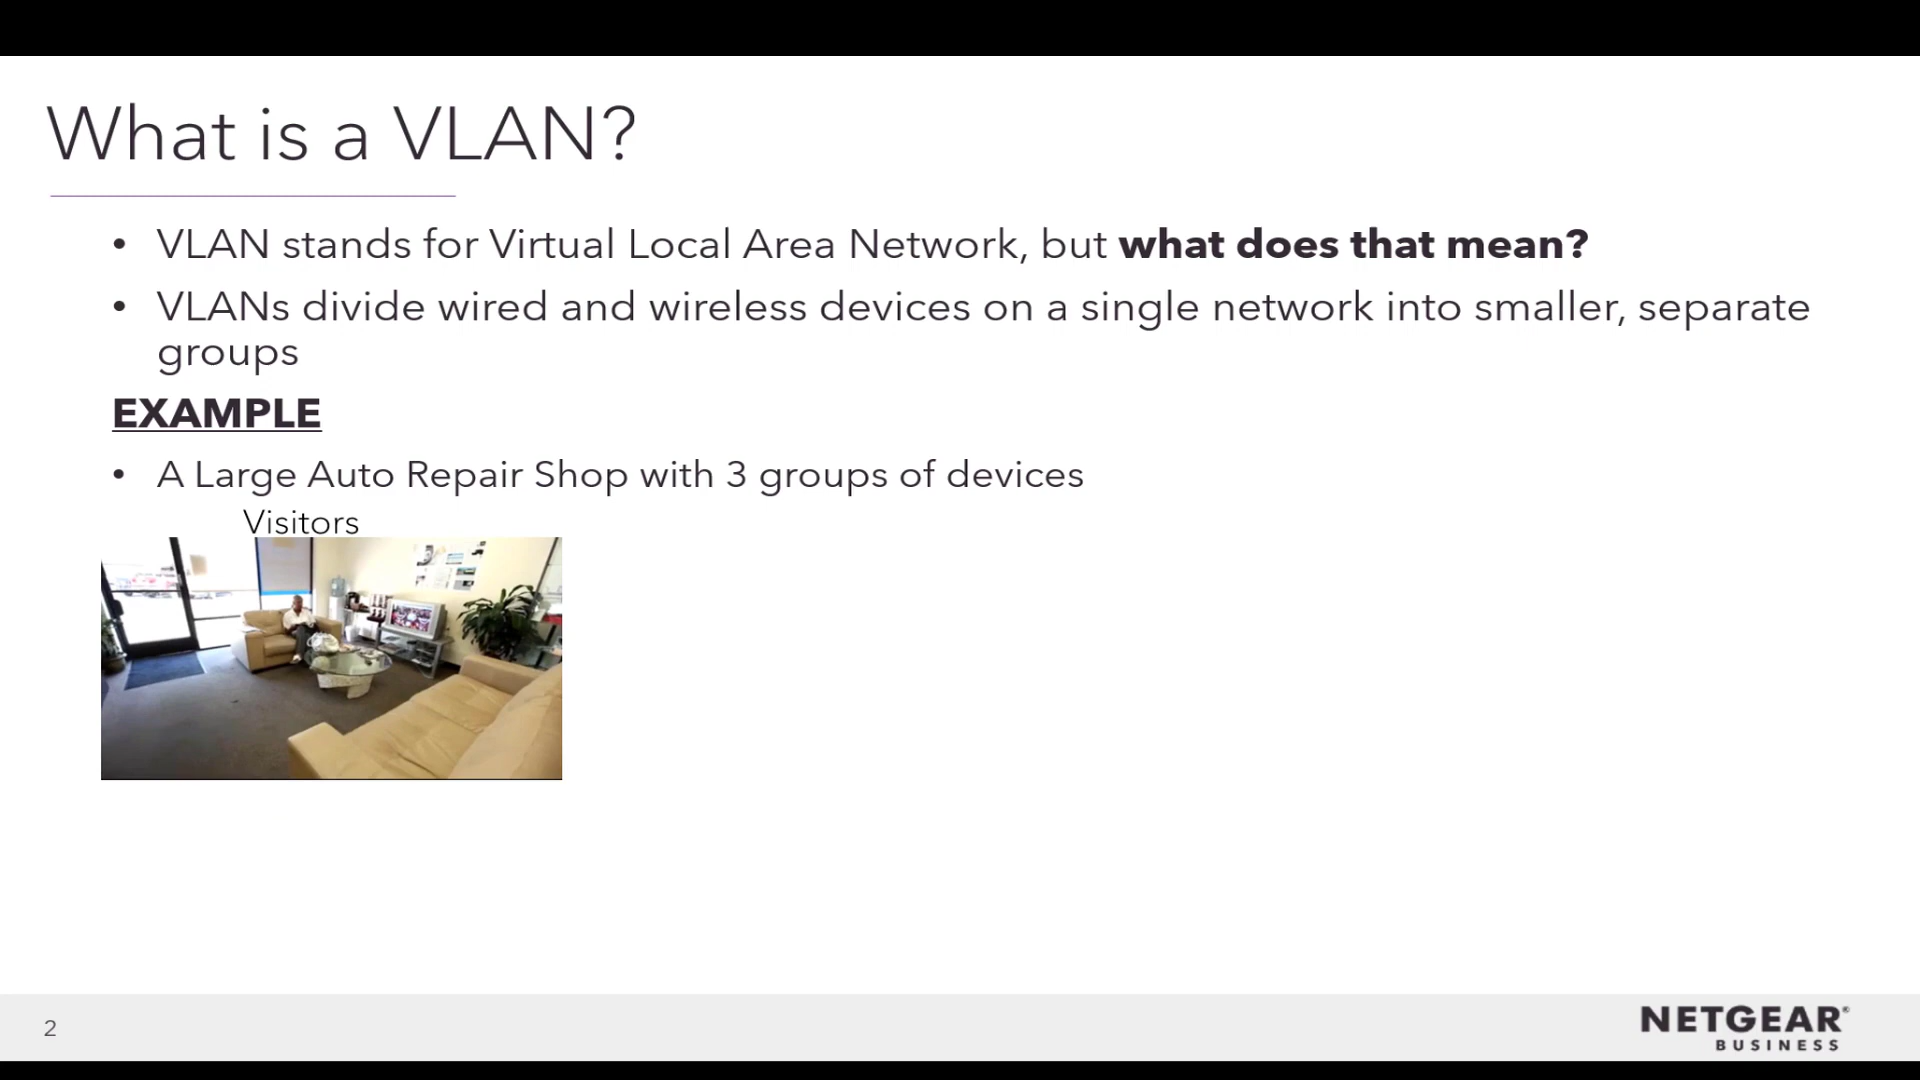 What is a VLAN?
• VLAN stands for Virtual Local Area Network, but what does that mean?
• VLANs divide wired and wireless devices on a single network into smaller, separate
groups
EXAMPLE
• A Large Auto Repair Shop with 3 groups of devices
Visitors
2
NETGEAR®
BUSINESS